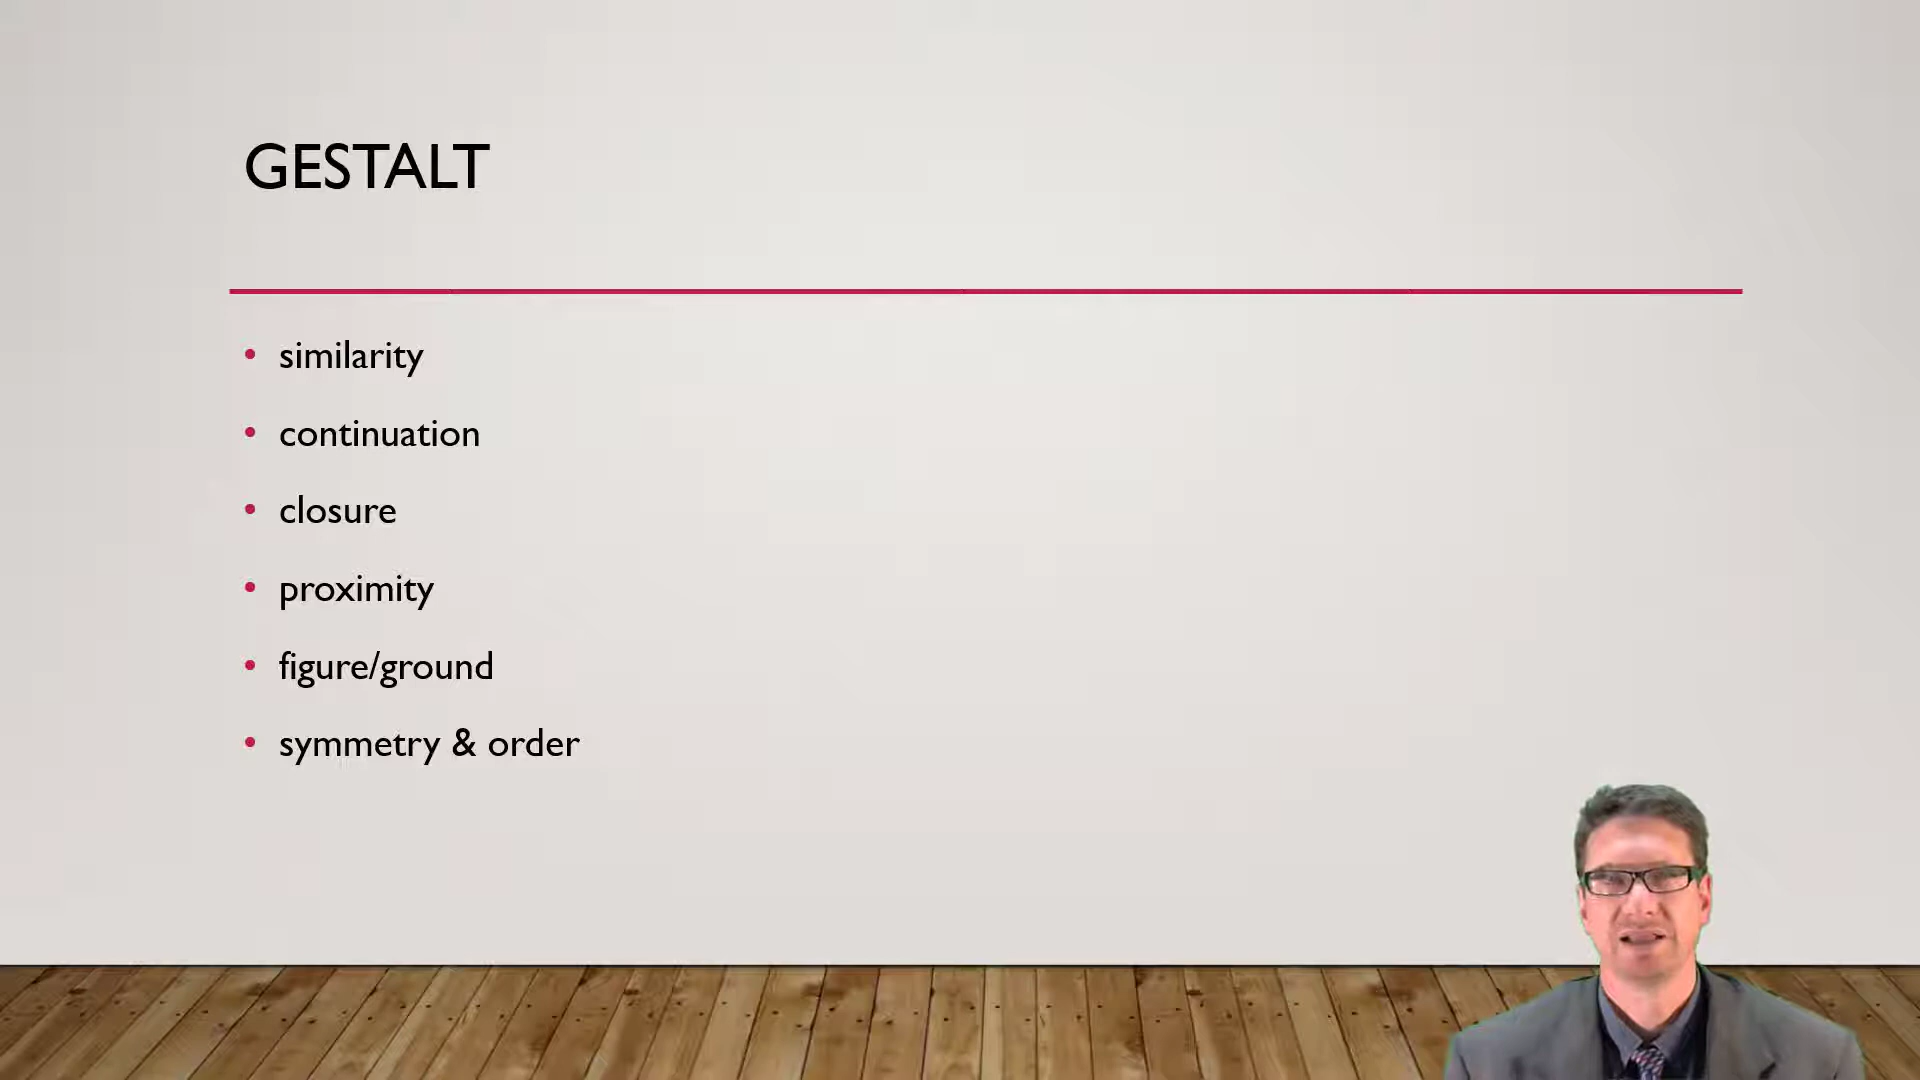 GESTALT
• similarity
• continuation
• closure
• proximity
• figure/ground
• symmetry & order